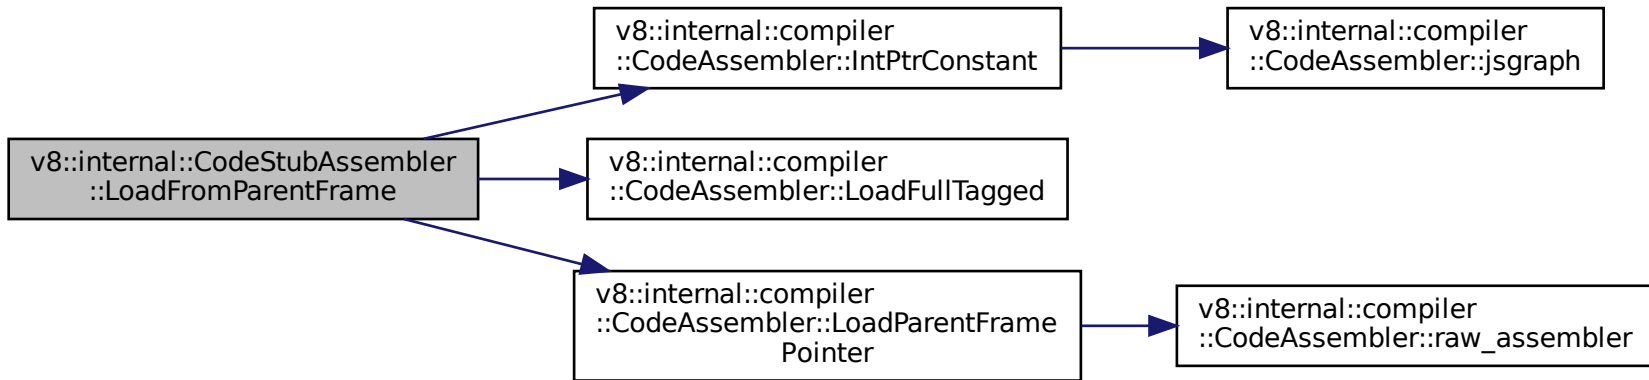 v8::internal::compiler
::CodeAssembler::IntPtrConstant
v8::internal::compiler
::CodeAssembler::jsgraph
v8::internal::CodeStubAssembler
::LoadFromParentFrame
v8::internal::compiler
::CodeAssembler::LoadFullTagged
v8::internal::compiler
::CodeAssembler::LoadParentFrame
Pointer
v8::internal::compiler
::CodeAssembler::raw_assembler